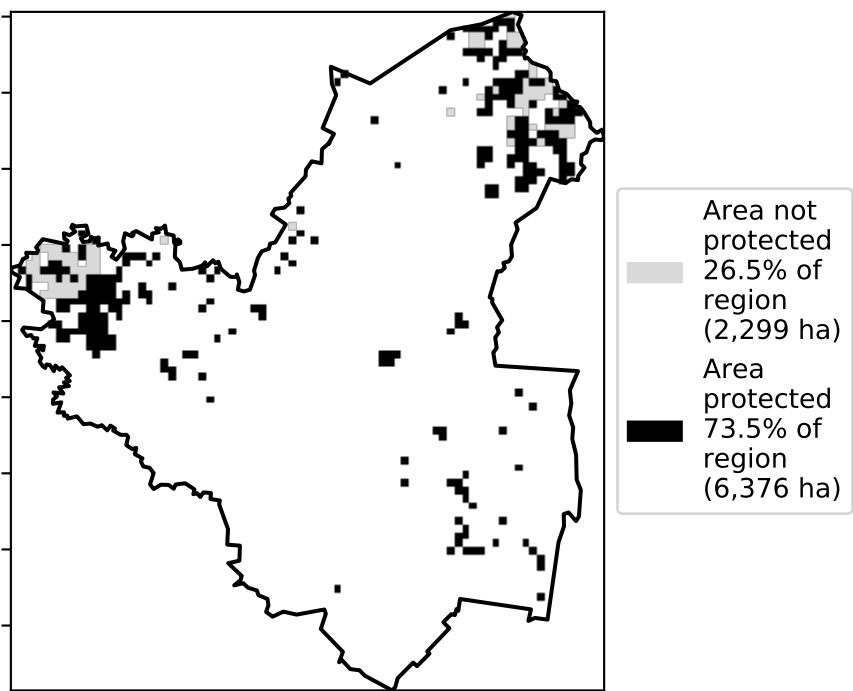 Area not
protected
26.5% of
region
(2,299 ha)
Area
protected
73.5% of
region
(6,376 ha)